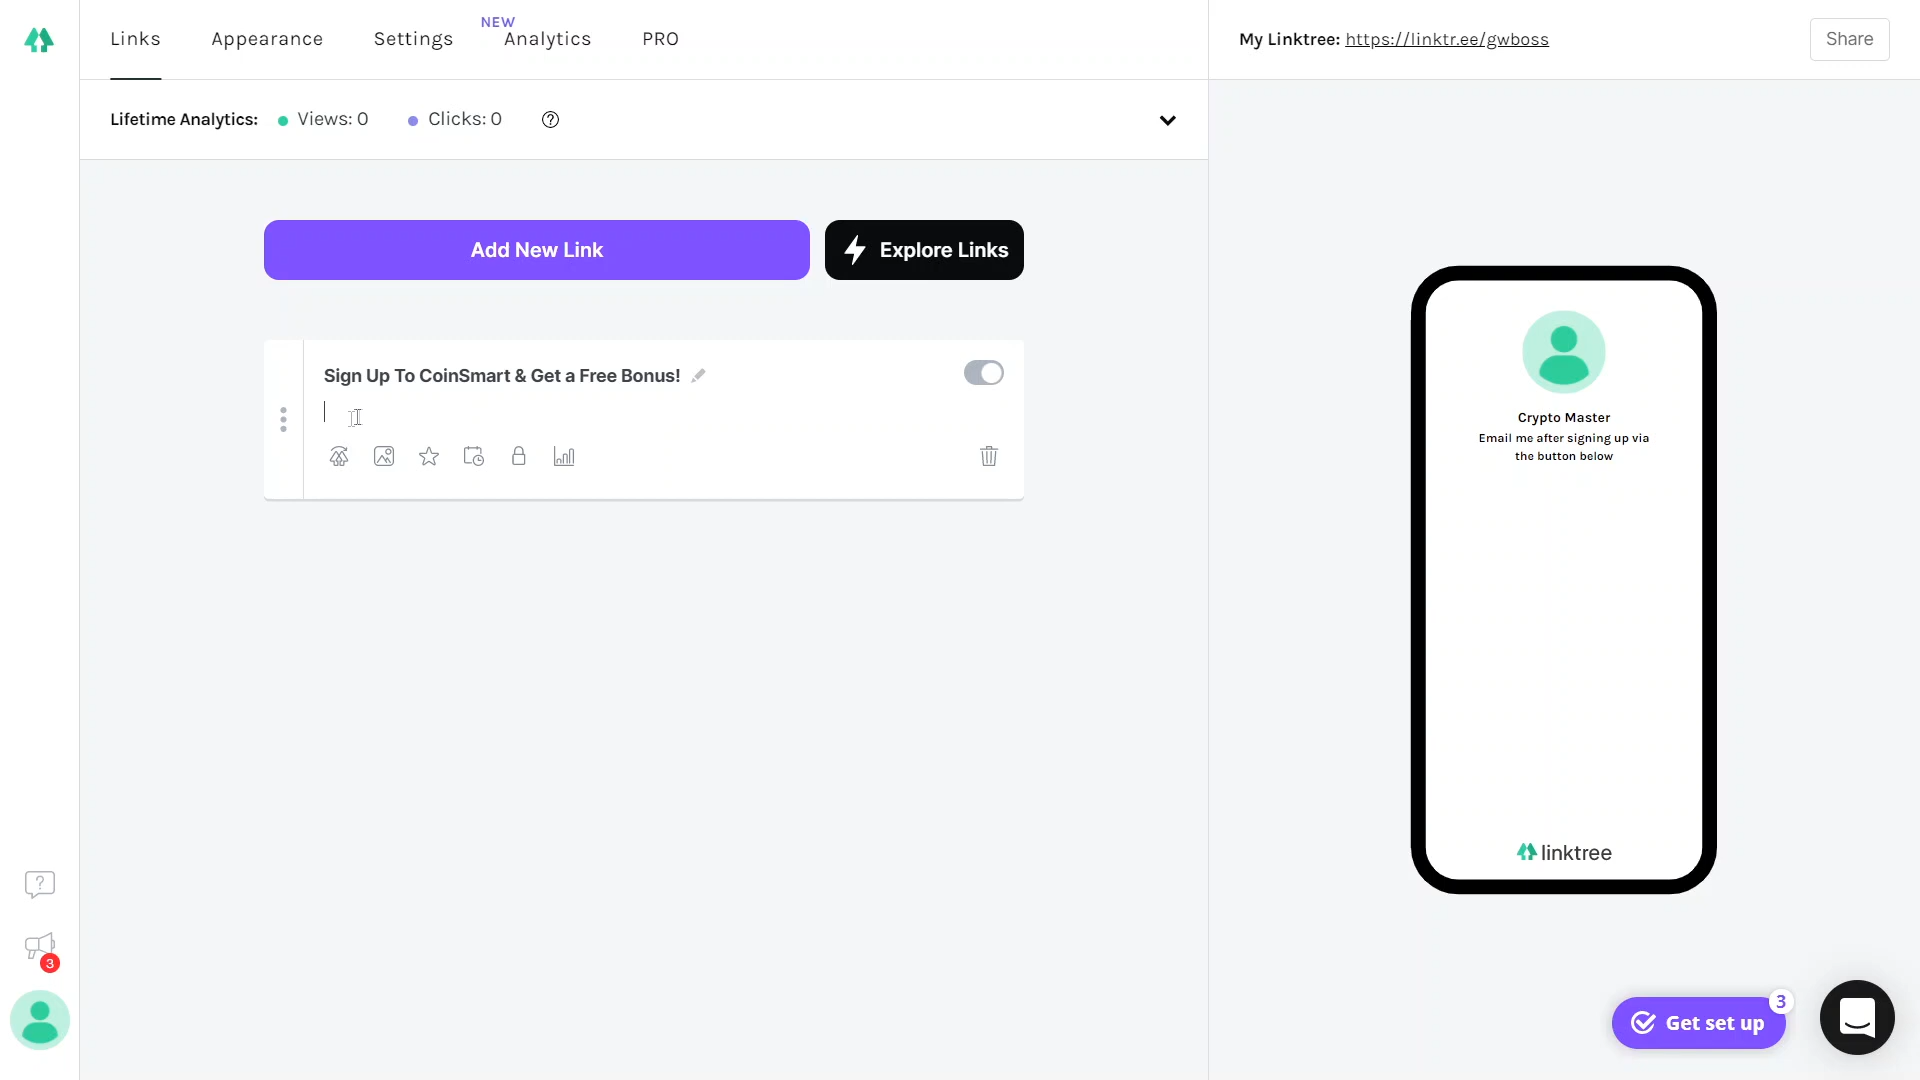 Links
Appearance
Settings
NEW
Analytics
PRO
My Linktree: https://linktr.ee/gwboss
Share
Lifetime Analytics:
Views: 0
Clicks: 0
?
Add New Link
Explore Links
Sign Up To CoinSmart & Get a Free Bonus!
Crypto Master
Email me after signing up via
the button below
linktree
?
3
Get set up
3